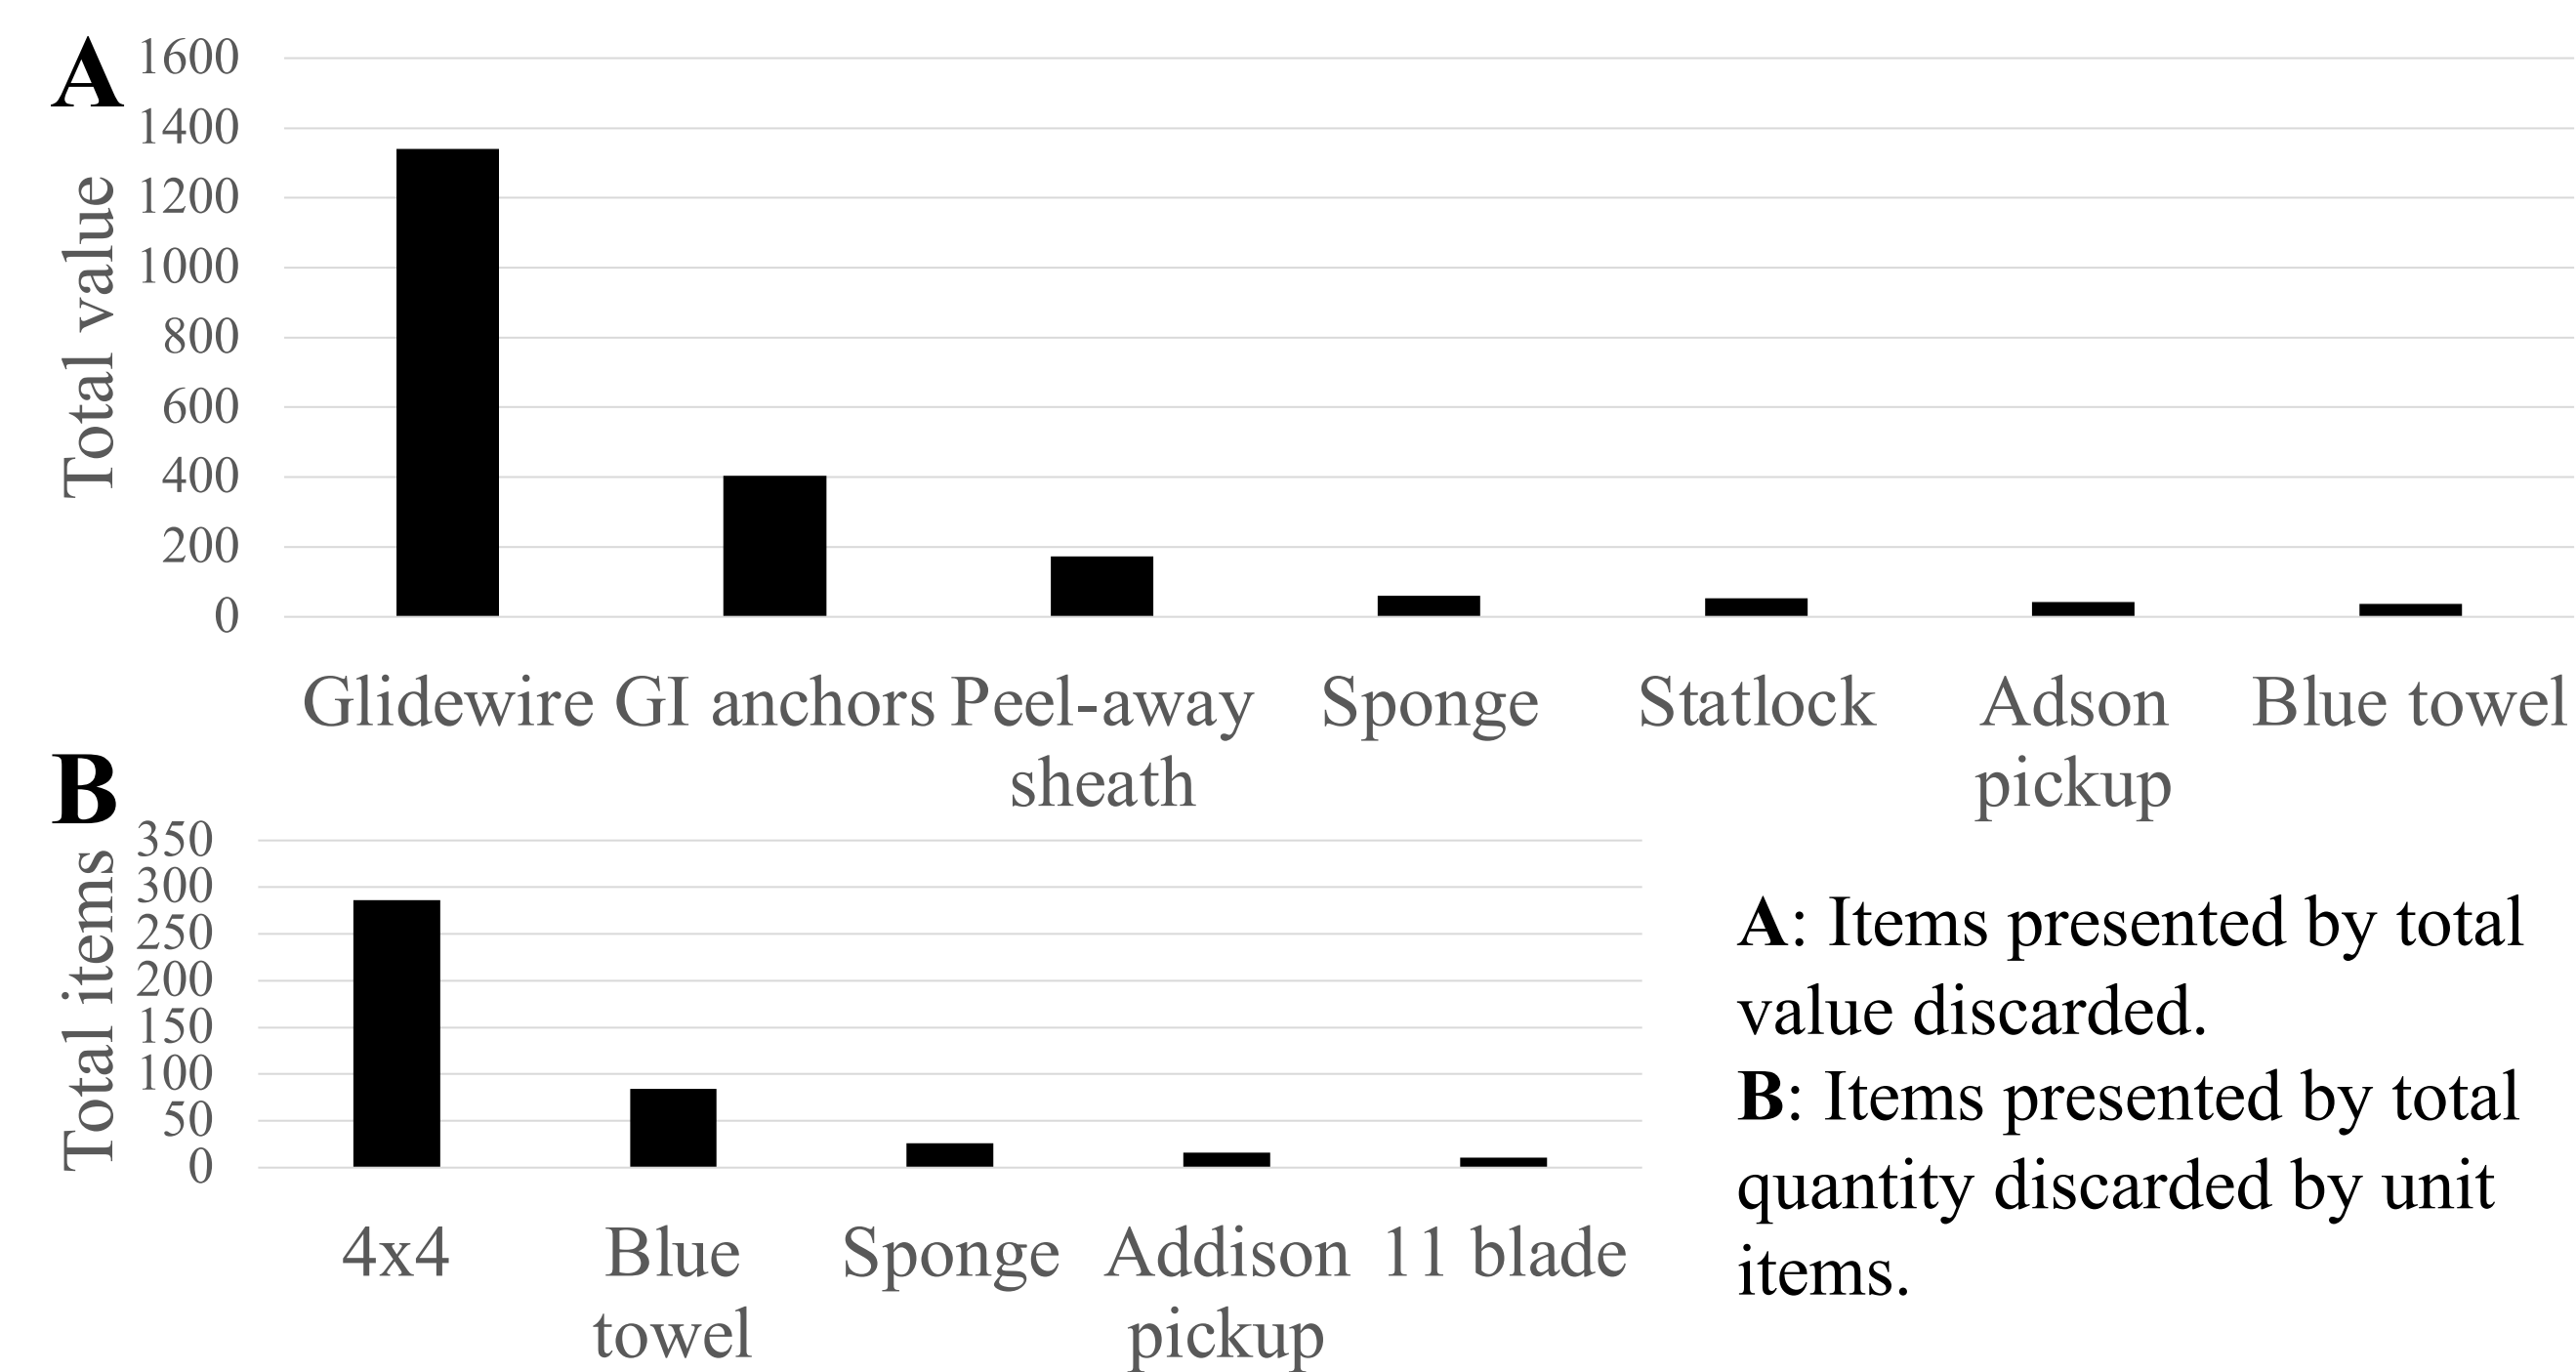 A
Total value
1600
1400
1200
1000
800
600
400
200
0
Glidewire GI anchors Peel-away Sponge Statlock Adson Blue towel
sheath pickup
B
Total items
350
300
250
200
150
100
50
0
4x4 Blue Sponge Addison 11 blade
towel pickup
A: Items presented by total
value discarded.
B: Items presented by total
quantity discarded by unit
items.